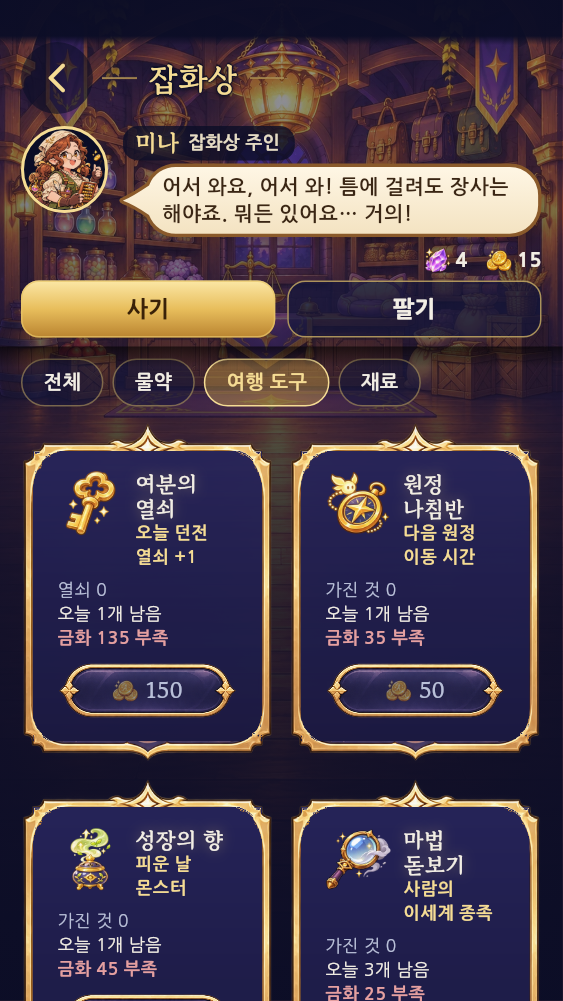 잡화상
미나 잡화상 주인
어서 와요, 어서 와! 틈에 걸려도 장사는
해야죠. 뭐든 있어요… 거의!
4 15
사기 팔기
전체 물약 여행 도구 재료
여분의
열쇠
오늘 던전
열쇠 +1
열쇠 0
오늘 1개 남음
금화 135 부족
150
원정
나침반
다음 원정
이동 시간
가진 것 0
오늘 1개 남음
금화 35 부족
50
성장의 향
피운 날
몬스터
가진 것 0
오늘 1개 남음
금화 45 부족
마법
돋보기
사람의
이세계 종족
가진 것 0
오늘 3개 남음
금화 25 부족